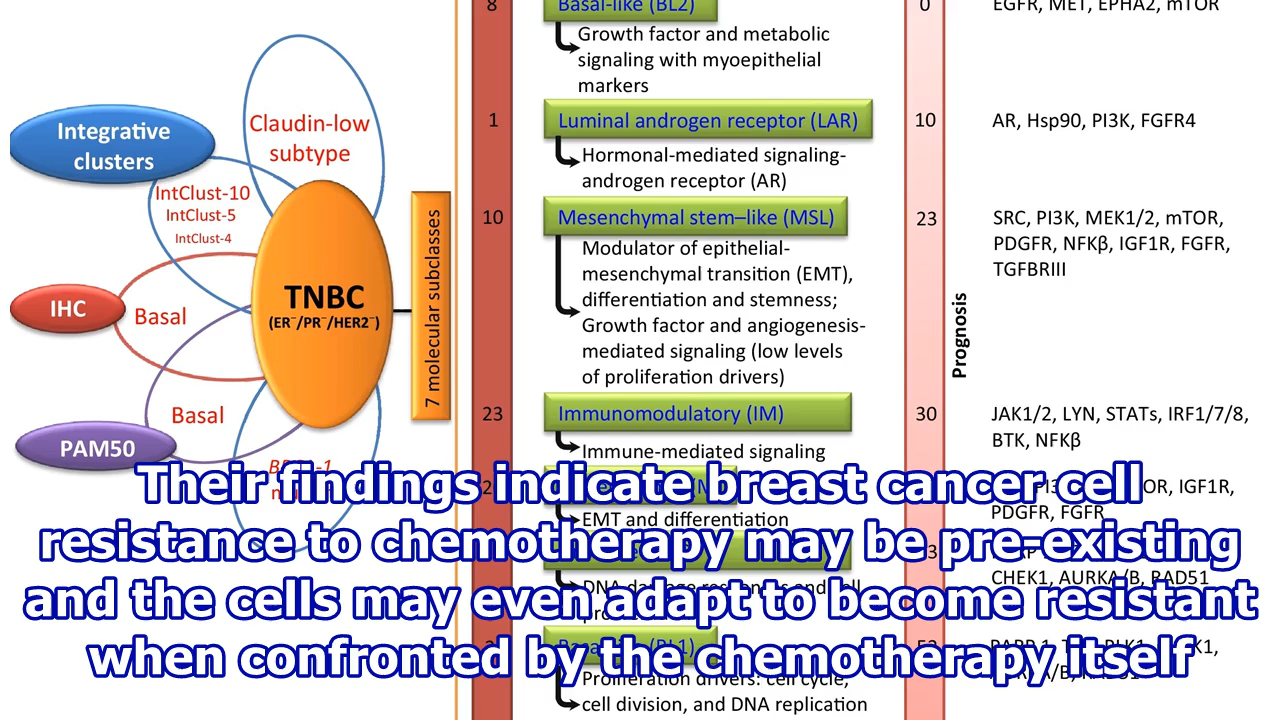 8
Basal-like (BL2)
0
EGFR, MET, EPHA2, mTOR
Growth factor and metabolic
signaling with myoepithelial
markers
Integrative
clusters
Claudin-low
subtype
IntClust-10
IntClust-5
IntClust-4
IHC
Basal
Basal
PAM50
TNBC
(ER⁻/PR⁻/HER2⁻)
7 molecular subclasses
1
Luminal androgen receptor (LAR)
10
AR, Hsp90, PI3K, FGFR4
Hormonal-mediated signaling-
androgen receptor (AR)
10
Mesenchymal stem–like (MSL)
23
SRC, PI3K, MEK1/2, mTOR,
PDGFR, NFKβ, IGF1R, FGFR,
TGFBRIII
Modulator of epithelial-
mesenchymal transition (EMT),
differentiation and stemness;
Growth factor and angiogenesis-
mediated signaling (low levels
of proliferation drivers)
Prognosis
23
Immunomodulatory (IM)
30
JAK1/2, LYN, STATs, IRF1/7/8,
BTK, NFKβ
Immune-mediated signaling
IGF1R,
PDGFR, FGFR
EMT and differentiation
CHEK1, AURKA/B, RAD51
Proliferation drivers: cell cycle,
cell division, and DNA replication
Their findings indicate breast cancer cell
resistance to chemotherapy may be pre-existing
and the cells may even adapt to become resistant
when confronted by the chemotherapy itself